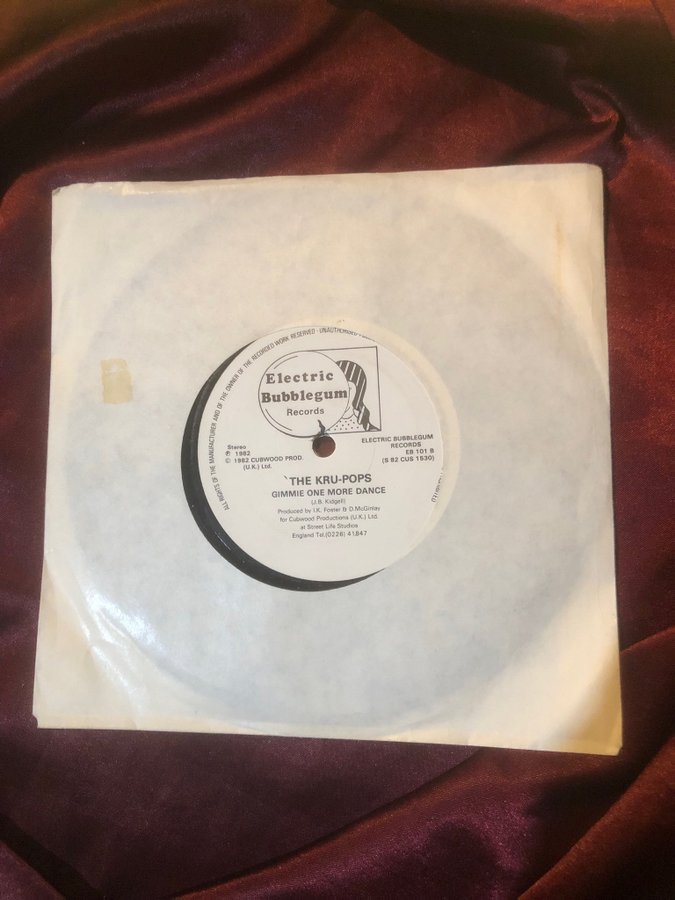 ALL RIGHTS OF THE MANUFACTURER AND OF THE OWNER OF THE RECORDED WORK RESERVED · UNAUTHORISED
Electric
Bubblegum
Records
Stereo
℗ 1982
© 1982 CUBWOOD PROD.
(U.K.) Ltd.
ELECTRIC BUBBLEGUM
RECORDS
EB 101 B
(S 82 CUS 1530)
`THE KRU-POPS
GIMMIE ONE MORE DANCE
(J.B. Kidgell)
Produced by I.K. Foster & D.McGinlay
for Cubwood Productions (U.K.) Ltd.
at Street Life Studios
England Tel.(0226) 41847